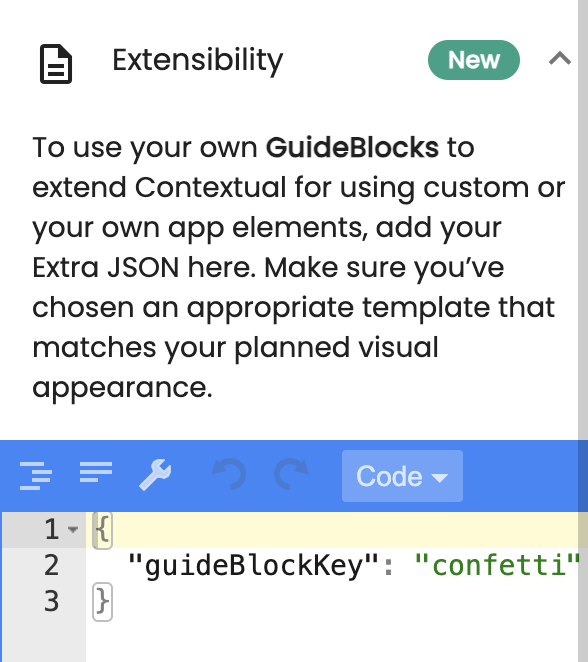 Extensibility New
To use your own GuideBlocks to
extend Contextual for using custom or
your own app elements, add your
Extra JSON here. Make sure you’ve
chosen an appropriate template that
matches your planned visual
appearance.
Code
1 {
2 "guideBlockKey": "confetti"
3 }